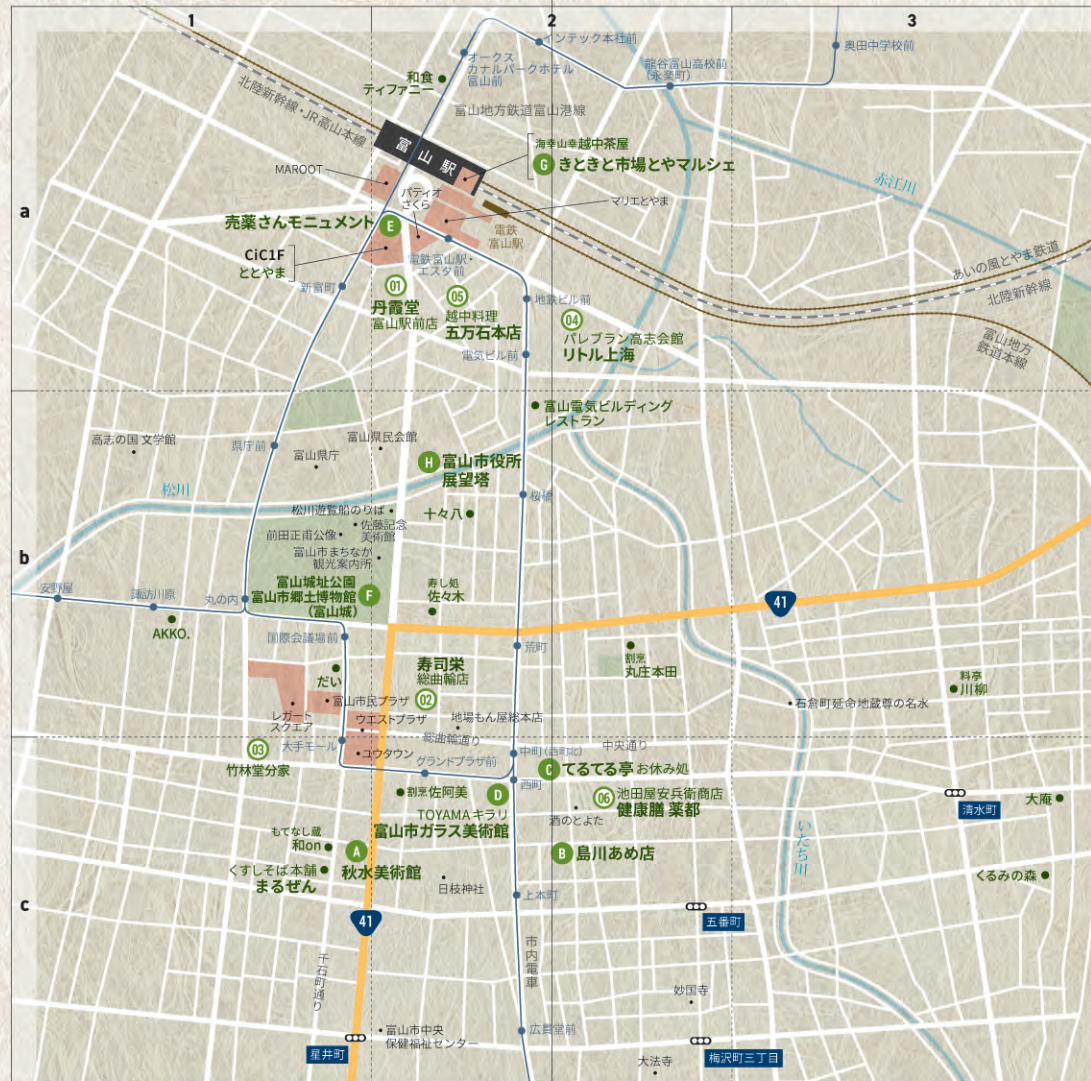 1
2
3
a
b
c
インテック本社前
奥田中学校前
オークス
カナルパークホテル
富山前
龍谷富山高校前
(永楽町)
和食
ティファニー
北陸新幹線・JR高山本線
富山地方鉄道富山港線
富山駅
海幸山幸越中茶屋
G きときと市場とやマルシェ
MAROOT
パティオ
さくら
マリエとやま
赤江川
売薬さんモニュメント E
電鉄
富山駅
CiC1F
ととやま
電鉄富山駅・
エスタ前
あいの風とやま鉄道
北陸新幹線
富山地方
鉄道本線
新富町
01
丹霞堂
富山駅前店
05
越中料理
五万石本店
地鉄ビル前
04
パレブラン高志会館
リトル上海
電気ビル前
富山電気ビルディング
レストラン
高志の国 文学館
県庁前
富山県民会館
富山県庁
H 富山市役所
展望塔
松川
桜橋
松川遊覧船のりば
十々八
佐藤記念
美術館
前田正甫公像
富山市まちなか
観光案内所
富山城址公園
富山市郷土博物館
(富山城)
F
寿し処
佐々木
安野屋
諏訪川原
丸の内
AKKO.
41
国際会議場前
荒町
割烹
丸庄本田
だい
寿司栄
総曲輪店
02
料亭
川柳
富山市民プラザ
レガート
スクエア
ウエストプラザ
地場もん屋総本店
石倉町延命地蔵尊の名水
03
竹林堂分家
大手モール
総曲輪通り
ユウタウン
グランドプラザ前
中町(西町北)
中央通り
C てるてる亭 お休み処
西町
割烹佐阿美
D
TOYAMAキラリ
富山市ガラス美術館
06
池田屋安兵衛商店
健康膳 薬都
酒のとよた
清水町
大庵
もてなし蔵
和on
A
秋水美術館
B 島川あめ店
いたち川
くすしそば本舗
まるぜん
日枝神社
くるみの森
上本町
五番町
41
千石町通り
市内電車
妙国寺
広貫堂前
富山市中央
保健福祉センター
星井町
梅沢町三丁目
大法寺